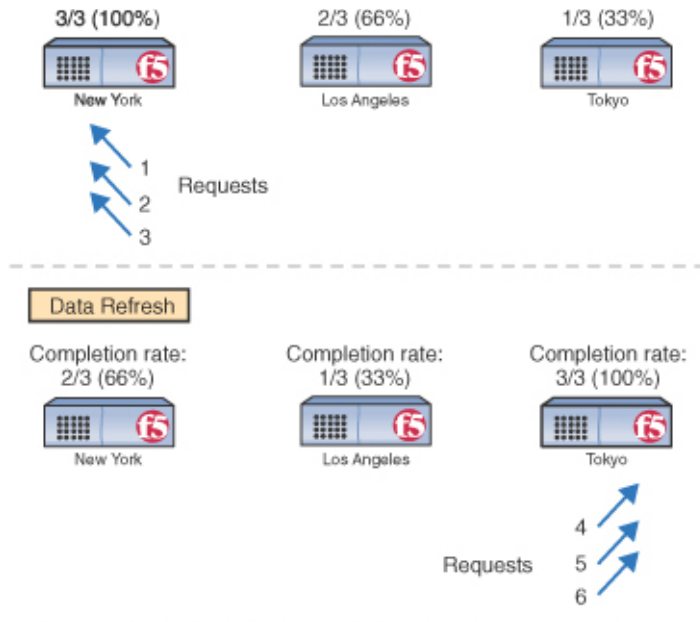 3/3 (100%)
2/3 (66%)
1/3 (33%)
f5
f5
f5
New York
Los Angeles
Tokyo
1
Requests
2
3
Data Refresh
Completion rate:
2/3 (66%)
Completion rate:
1/3 (33%)
Completion rate:
3/3 (100%)
f5
f5
f5
New York
Los Angeles
Tokyo
4
Requests
5
6